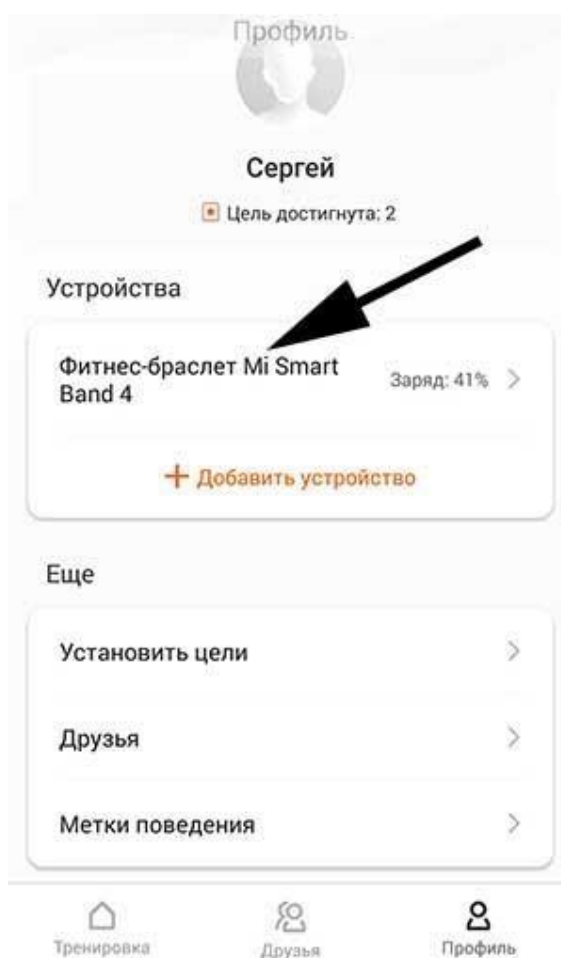 Профиль
Сергей
Цель достигнута: 2
Устройства
Фитнес-браслет Mi Smart
Band 4
Заряд: 41%
+ Добавить устройство
Еще
Установить цели
Друзья
Метки поведения
Тренировка
Друзья
Профиль